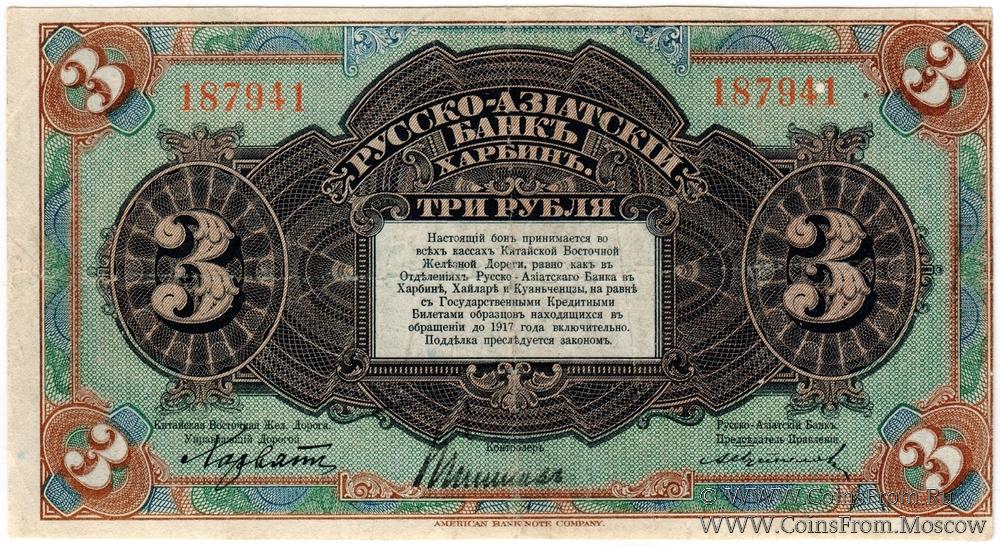 3 3
187941 187941
РУССКО-АЗІАТСКІЙ
БАНКЪ
ХАРБИНЪ.
ТРИ РУБЛЯ
3 3
Настоящій бонъ принимается во
всѣхъ кассахъ Китайской Восточной
Желѣзной Дороги, равно какъ въ
Отдѣленіяхъ Русско-Азіатскаго Банка въ
Харбинѣ, Хайларѣ и Куаньченцзы, на равнѣ
съ Государственными Кредитными
Билетами образцовъ находящихся въ
обращеніи до 1917 года включительно.
Поддѣлка преслѣдуется закономъ.
Китайская Восточная Жел. Дорога.
Управляющій Дорогой
Контролеръ
Русско-Азіатскій Банкъ.
Предсѣдатель Правленія
3 3
AMERICAN BANK NOTE COMPANY.
© WWW.CoinsFrom.Ru
www.CoinsFrom.Moscow